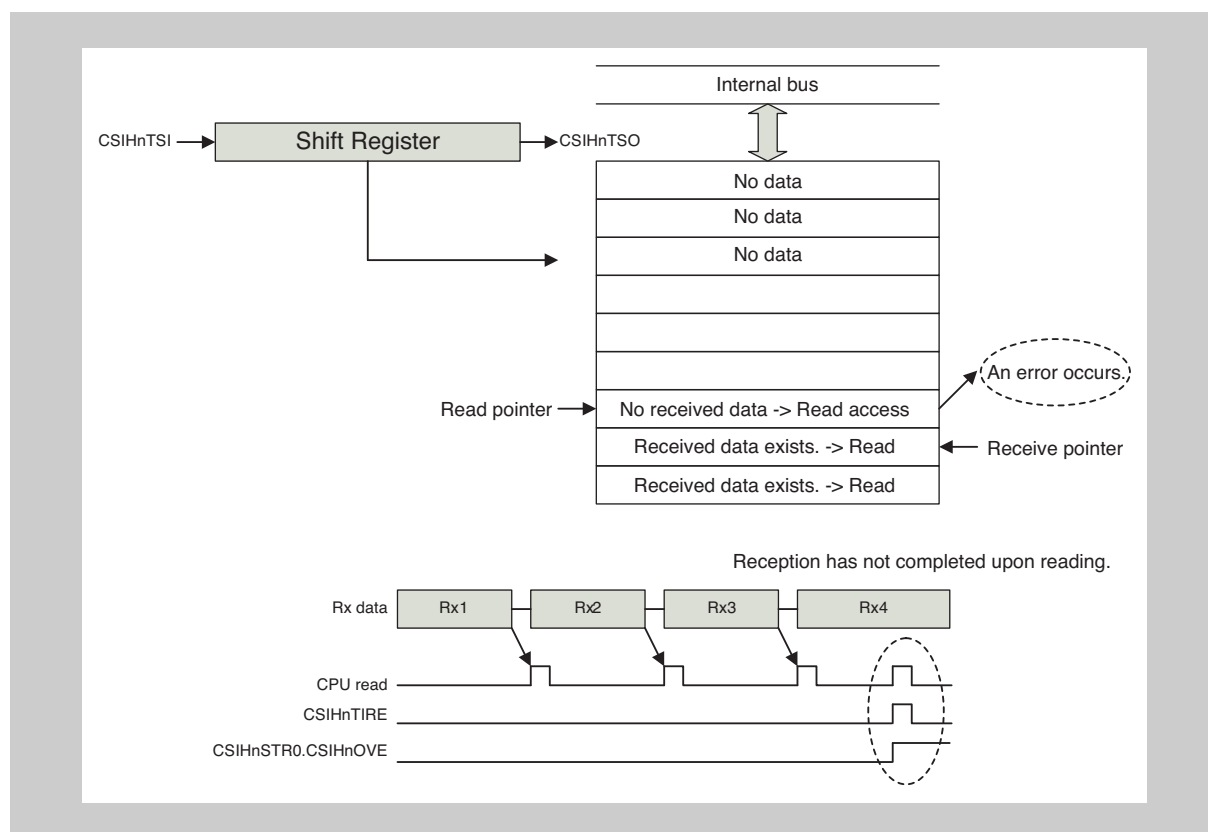 Internal bus
CSIHnTSI
Shift Register
CSIHnTSO
No data
No data
No data
An error occurs.
Read pointer
No received data -> Read access
Received data exists. -> Read
Receive pointer
Received data exists. -> Read
Reception has not completed upon reading.
Rx data
Rx1
Rx2
Rx3
Rx4
CPU read
CSIHnTIRE
CSIHnSTR0.CSIHnOVE